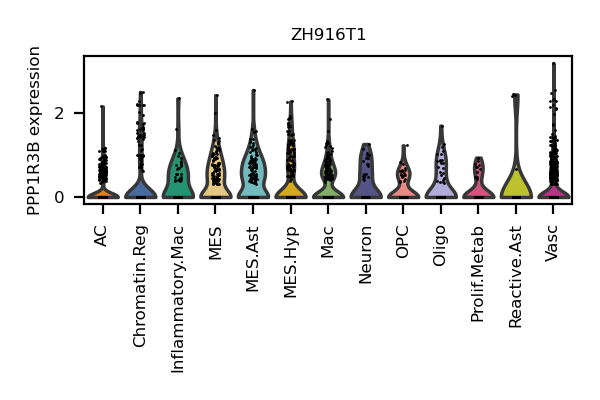 ZH916T1
PPP1R3B expression
2
0
AC
Chromatin.Reg
Inflammatory.Mac
MES
MES.Ast
MES.Hyp
Mac
Neuron
OPC
Oligo
Prolif.Metab
Reactive.Ast
Vasc